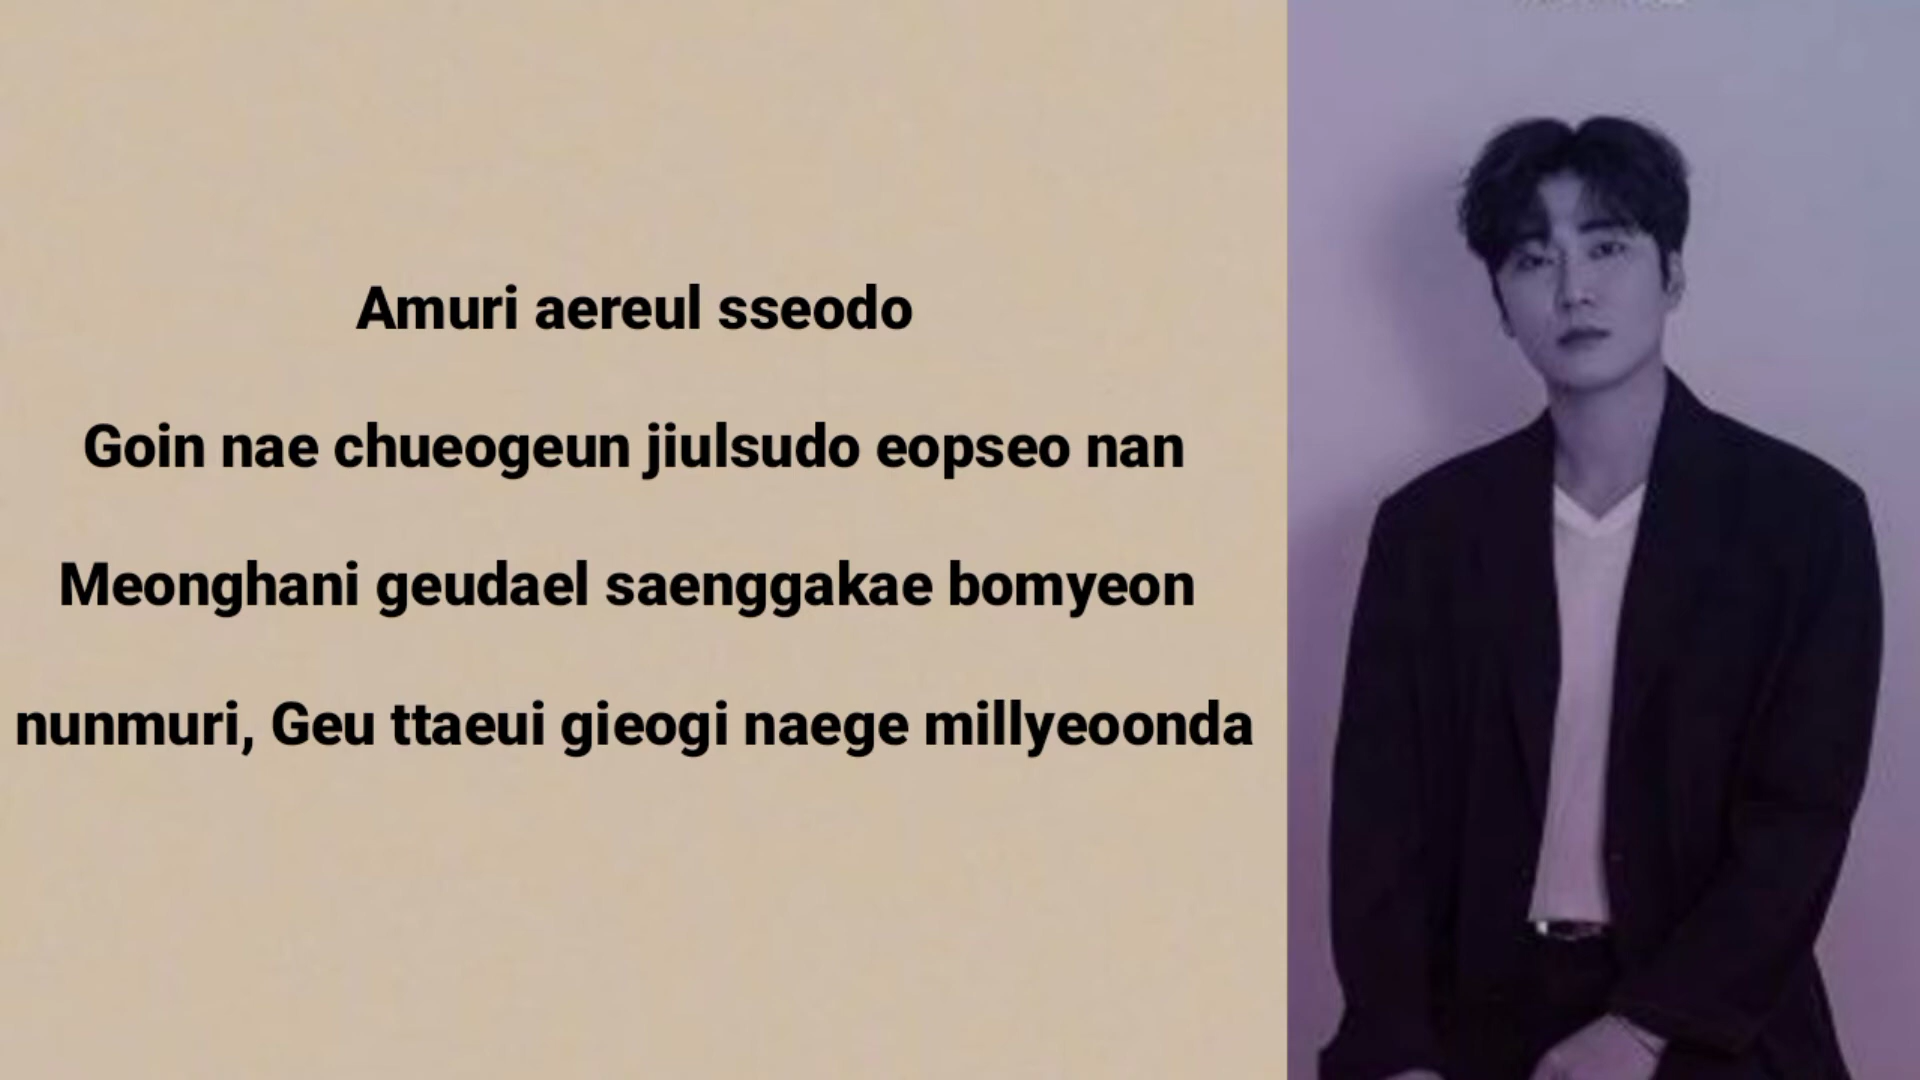 Amuri aereul sseodo
Goin nae chueogeun jiulsudo eopseo nan
Meonghani geudael saenggakae bomyeon
nunmuri, Geu ttaeui gieogi naege millyeoonda